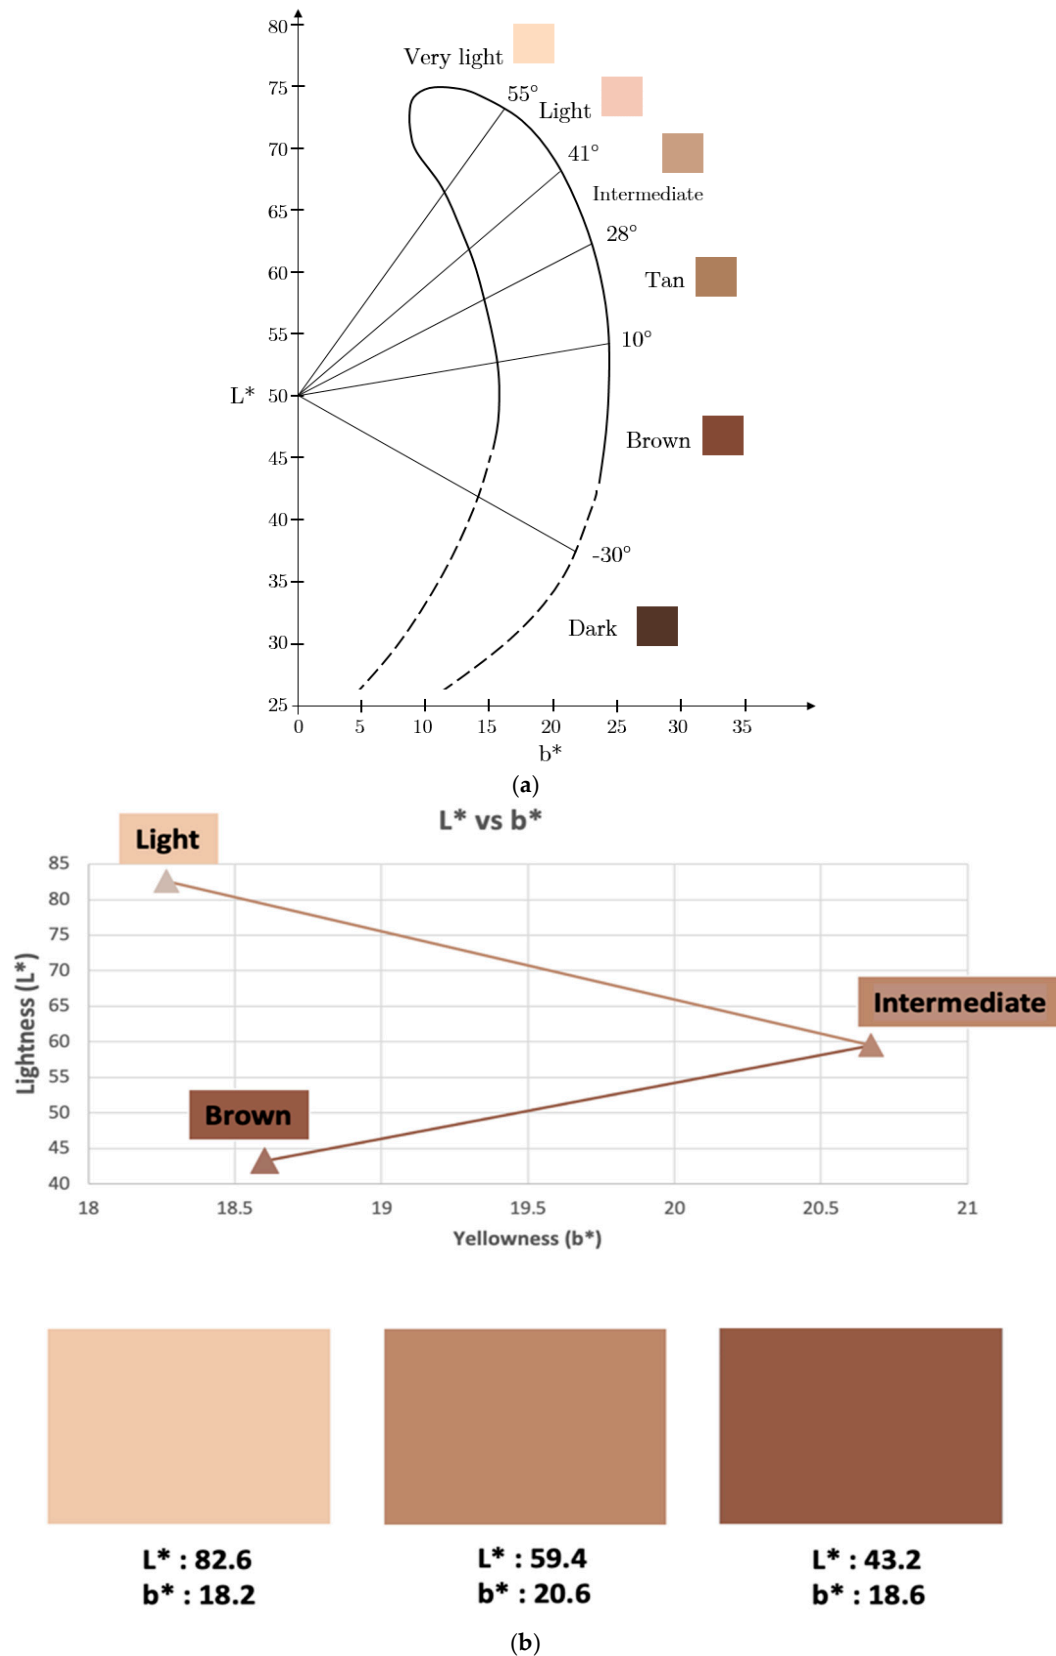 80
Very light
75
55°
Light
41°
70
Intermediate
65
28°
60
Tan
55
10°
L* 50
45
Brown
40
-30°
35
30
Dark
25
0 5 10 15 20 25 30 35
b*
(a)
L* vs b*
Light
85
80
75
70
65
60
55
50
45
40
Lightness (L*)
Intermediate
Brown
18 18.5 19 19.5 20 20.5 21
Yellowness (b*)
L* : 82.6
b* : 18.2
L* : 59.4
b* : 20.6
L* : 43.2
b* : 18.6
(b)